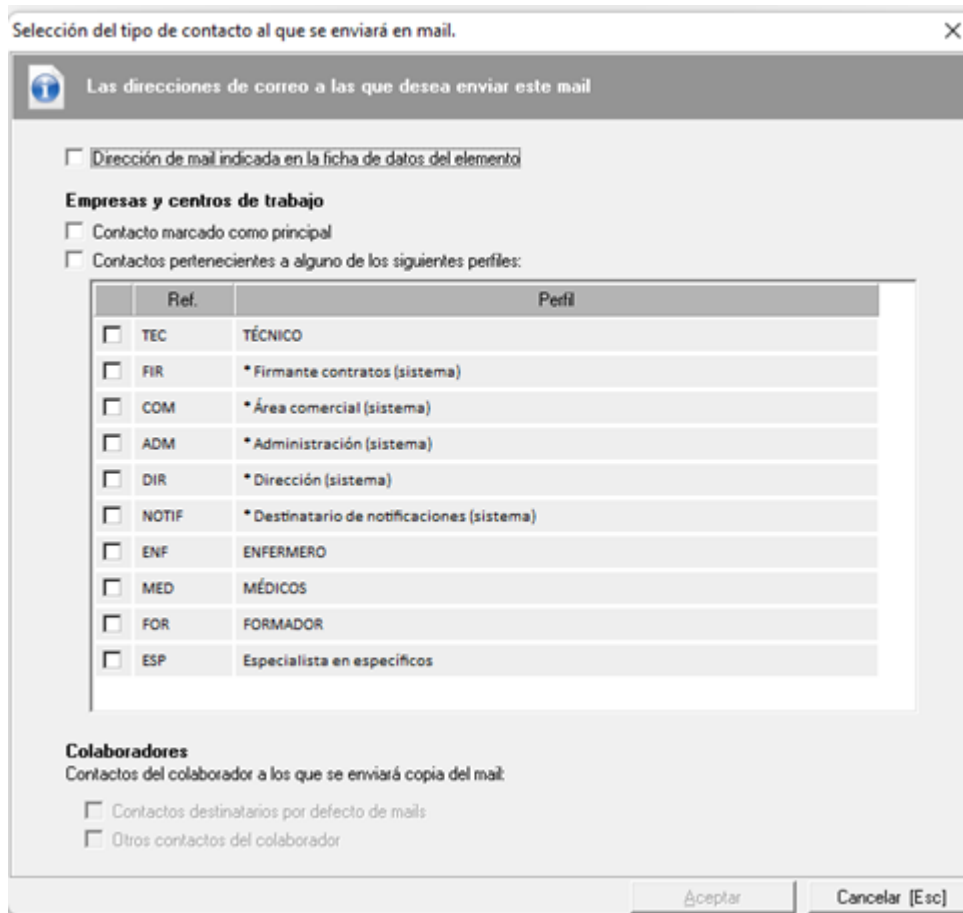 Selección del tipo de contacto al que se enviará en mail.
Las direcciones de correo a las que desea enviar este mail
Dirección de mail indicada en la ficha de datos del elemento
Empresas y centros de trabajo
Contacto marcado como principal
Contactos pertenecientes a alguno de los siguientes perfiles:
Ref. Perfil
TEC TÉCNICO
FIR * Firmante contratos (sistema)
COM * Área comercial (sistema)
ADM * Administración (sistema)
DIR * Dirección (sistema)
NOTIF * Destinatario de notificaciones (sistema)
ENF ENFERMERO
MED MÉDICOS
FOR FORMADOR
ESP Especialista en específicos
Colaboradores
Contactos del colaborador a los que se enviará copia del mail:
Contactos destinatarios por defecto de mails
Otros contactos del colaborador
Aceptar Cancelar [Esc]